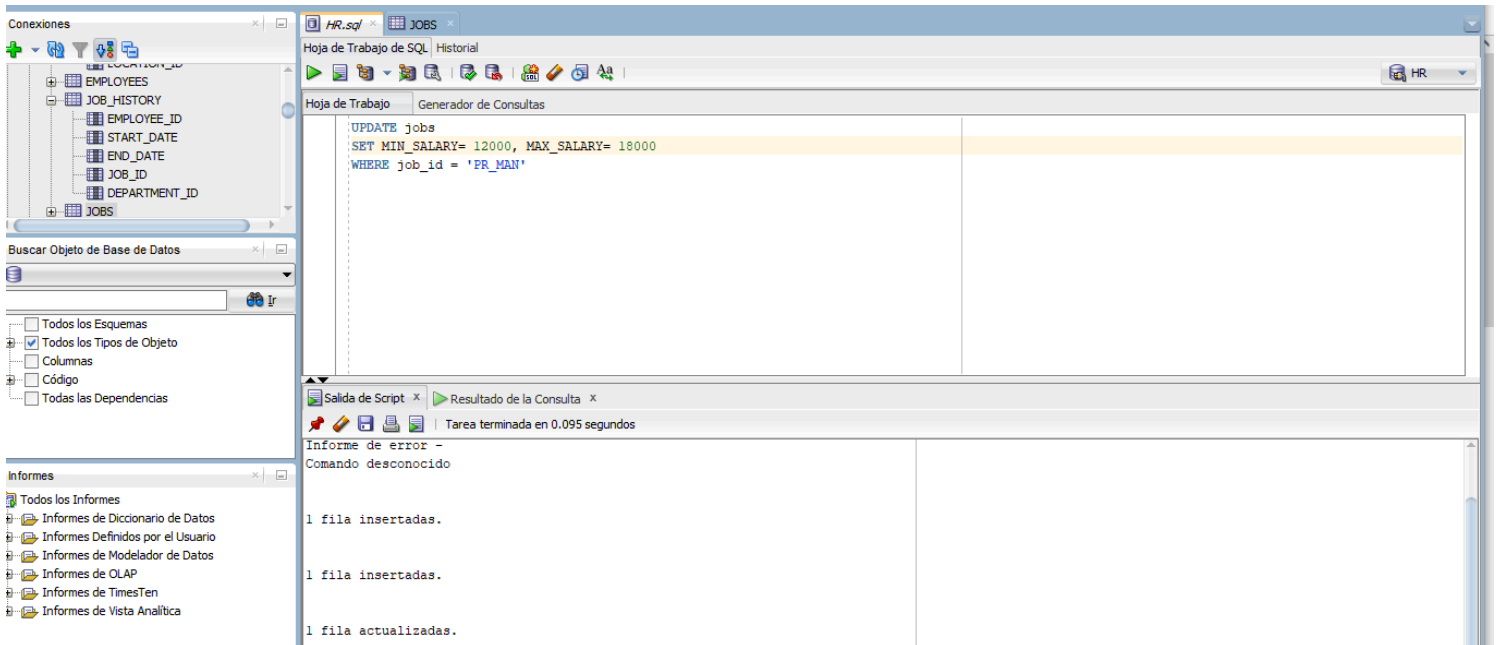 Conexiones
LOCATION_ID
EMPLOYEES
JOB_HISTORY
EMPLOYEE_ID
START_DATE
END_DATE
JOB_ID
DEPARTMENT_ID
JOBS
Buscar Objeto de Base de Datos
Ir
Todos los Esquemas
Todos los Tipos de Objeto
Columnas
Código
Todas las Dependencias
Informes
Todos los Informes
Informes de Diccionario de Datos
Informes Definidos por el Usuario
Informes de Modelador de Datos
Informes de OLAP
Informes de TimesTen
Informes de Vista Analítica
HR.sql JOBS
Hoja de Trabajo de SQL Historial
HR
Hoja de Trabajo Generador de Consultas
UPDATE jobs
SET MIN_SALARY= 12000, MAX_SALARY= 18000
WHERE job_id = 'PR_MAN'
Salida de Script x Resultado de la Consulta x
Tarea terminada en 0.095 segundos
Informe de error -
Comando desconocido
1 fila insertadas.
1 fila insertadas.
1 fila actualizadas.